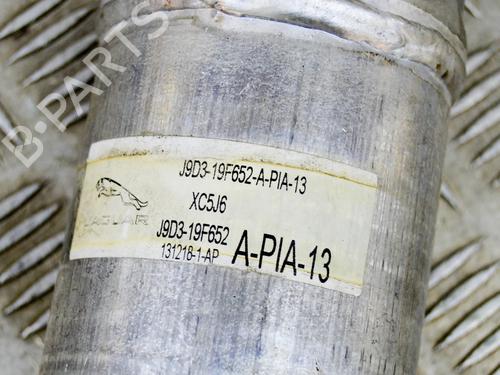 B-PARTS
J9D3-19F652-A-PIA-13
XC5J6
JAGUAR
J9D3-19F652
131218-1-AP
A-PIA-13